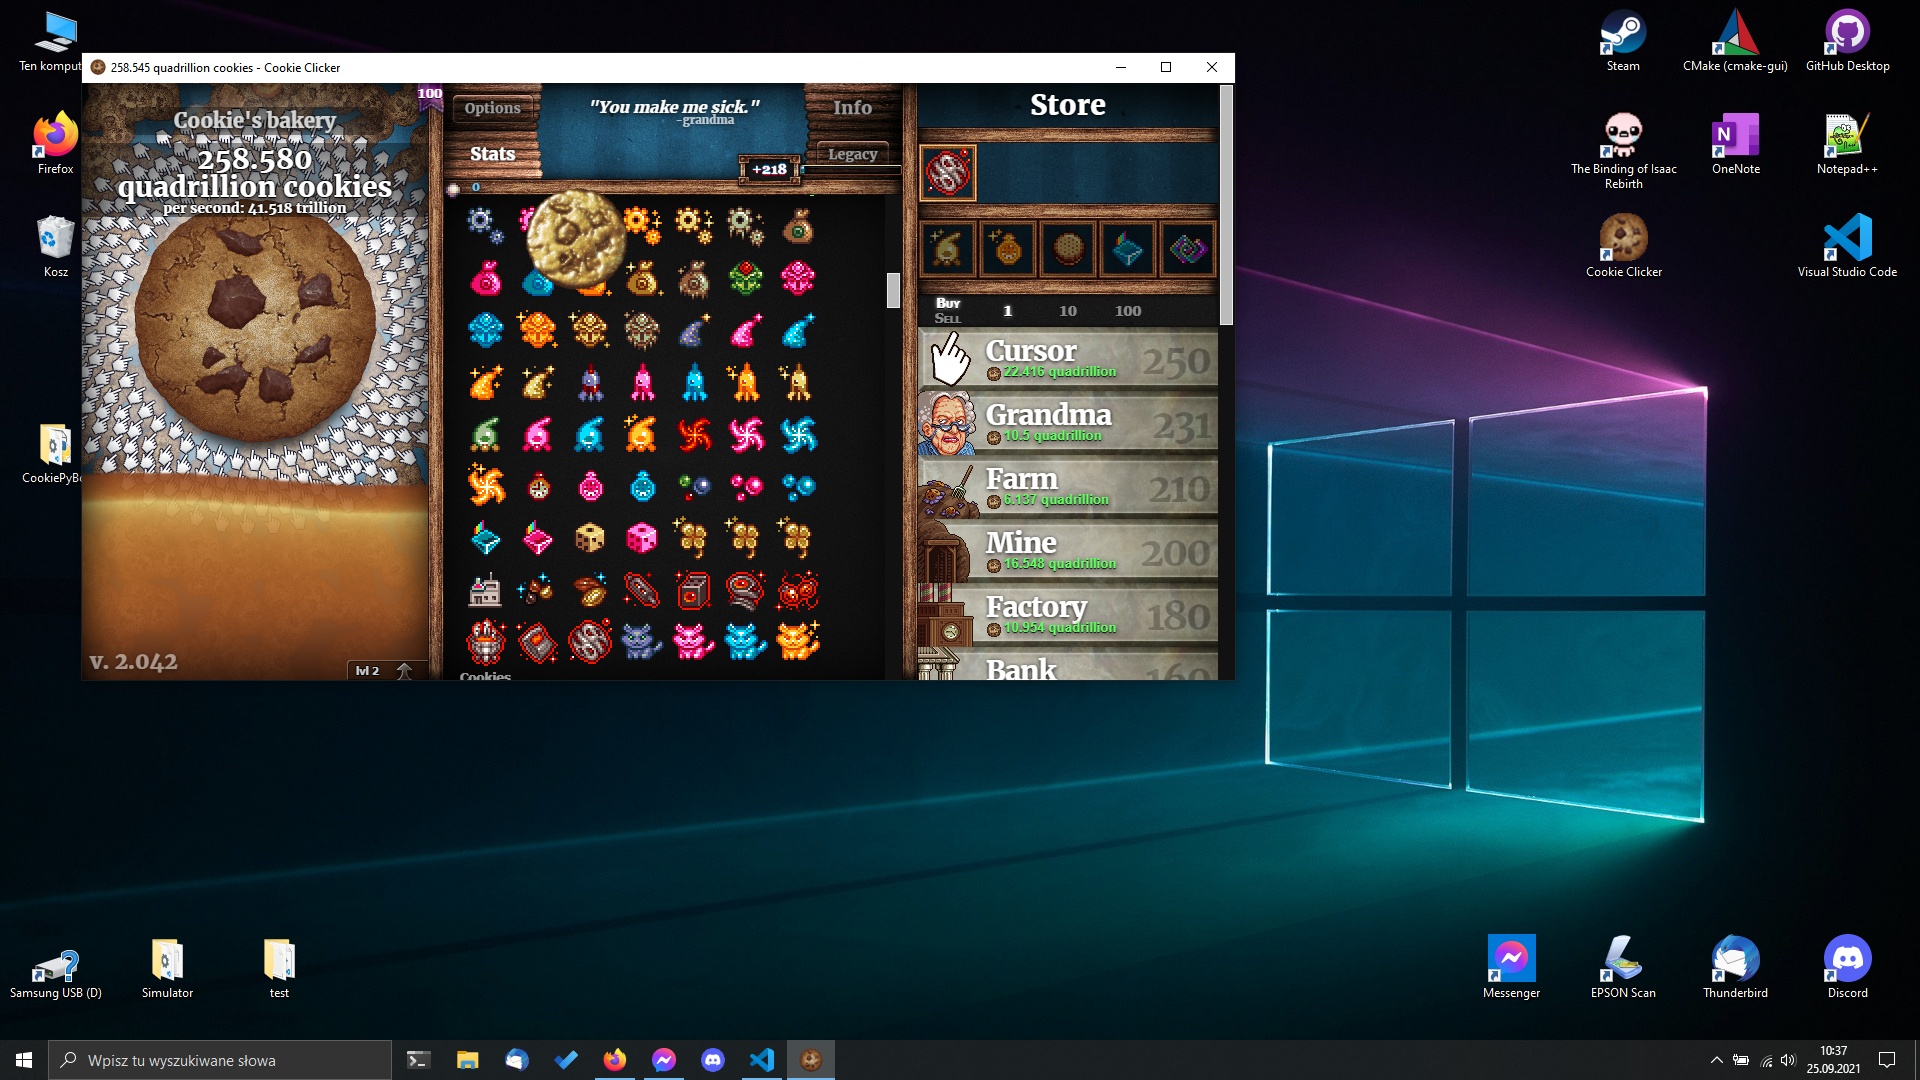 Ten komput
Firefox
Kosz
CookiePyBo
Samsung USB (D)
Simulator
test
Steam
CMake (cmake-gui)
GitHub Desktop
The Binding of Isaac
Rebirth
OneNote
Notepad++
Cookie Clicker
Visual Studio Code
Messenger
EPSON Scan
Thunderbird
Discord
258.545 quadrillion cookies - Cookie Clicker
Cookie's bakery
258.580
quadrillion cookies
per second: 41.518 trillion
v. 2.042
lvl 2
100
Options
Stats
0
"You make me sick."
-grandma
+218
Info
Legacy
Cookies
Store
Buy
Sell
1
10
100
Cursor
22.416 quadrillion
250
Grandma
10.5 quadrillion
231
Farm
6.137 quadrillion
210
Mine
16.548 quadrillion
200
Factory
10.954 quadrillion
180
Bank
160
Wpisz tu wyszukiwane słowa
10:37
25.09.2021